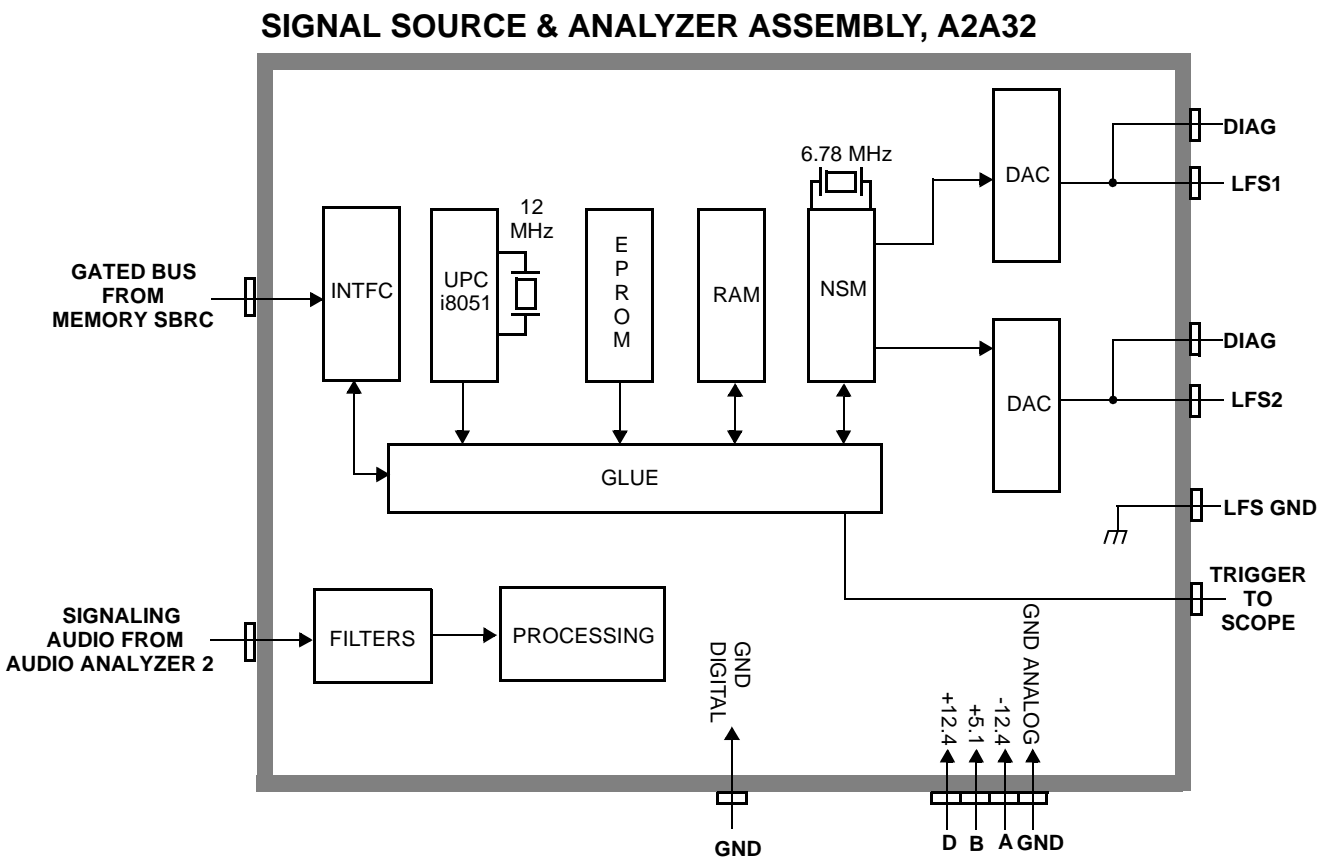 SIGNAL SOURCE & ANALYZER ASSEMBLY, A2A32
DIAG
6.78 MHz
DAC
LFS1
12
MHz
GATED BUS
FROM
MEMORY SBRC
INTFC
UPC
i8051
EPROM
RAM
NSM
DIAG
DAC
LFS2
GLUE
LFS GND
TRIGGER
TO
SCOPE
SIGNALING
AUDIO FROM
AUDIO ANALYZER 2
FILTERS
PROCESSING
GND
DIGITAL
+12.4
+5.1
-12.4
GND ANALOG
GND
D B A GND